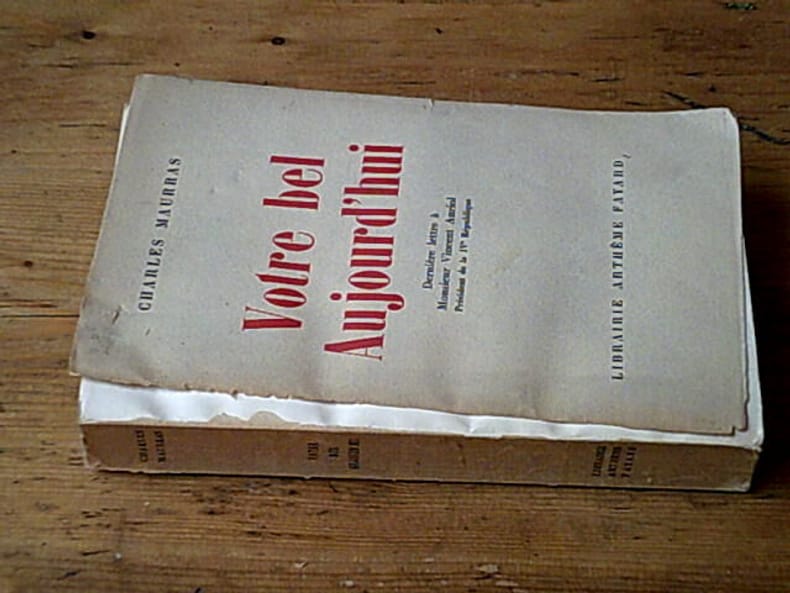 CHARLES MAURRAS
Votre bel
Aujourd'hui
Dernière lettre à
Monsieur Vincent Auriol
Président de la IVe République
LIBRAIRIE ARTHÈME FAYARD
CHARLES
MAURRAS
LIBRAIRIE
ARTHÈME
FAYARD